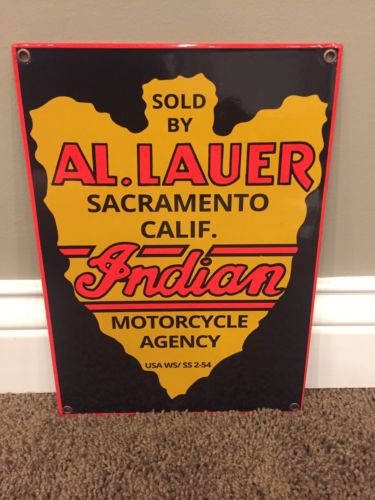 SOLD
BY
AL. LAUER
SACRAMENTO
CALIF.
Indian
MOTORCYCLE
AGENCY
USA WS/ SS 2-54